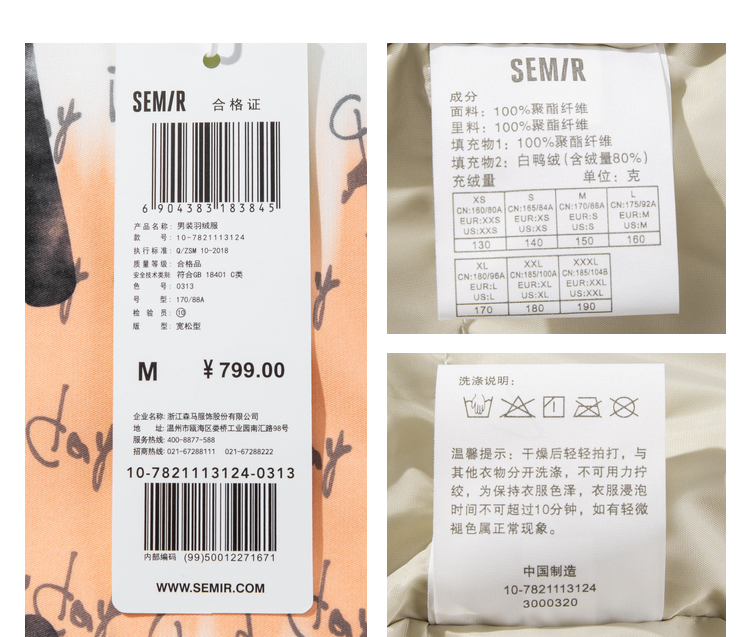 SEMIR 合格证
6 904383 183845
产品名称: 男装羽绒服
款 号: 10-7821113124
执行标准: Q/ZSM 10-2018
质量等级: 合格品
安全技术类别: 符合GB 18401 C类
色 号: 0313
号 型: 170/88A
检 验 员: ⑩
版 型: 宽松型
M ¥ 799.00
企业名称: 浙江森马服饰股份有限公司
地 址: 温州市瓯海区娄桥工业园南汇路98号
服务热线: 400-8877-588
招商热线: 021-67288111 021-67288222
10-7821113124-0313
内部编码 (99)50012271671
WWW.SEMIR.COM
day
day
day
SEMIR
成分
面料: 100%聚酯纤维
里料: 100%聚酯纤维
填充物1: 100%聚酯纤维
填充物2: 白鸭绒(含绒量80%)
充绒量 单位: 克
XS S M L
CN:160/80A CN:165/84A CN:170/88A CN:175/92A
EUR:XXS EUR:XS EUR:S EUR:M
US:XXS US:XS US:S US:M
130 140 150 160
XL XXL XXXL
CN:180/96A CN:185/100A CN:185/104B
EUR:L EUR:XL EUR:XXL
US:L US:XL US:XXL
170 180 190
洗涤说明:
温馨提示: 干燥后轻轻拍打, 与
其他衣物分开洗涤, 不可用力拧
绞, 为保持衣服色泽, 衣服浸泡
时间不可超过10分钟, 如有轻微
褪色属正常现象。
中国制造
10-7821113124
3000320